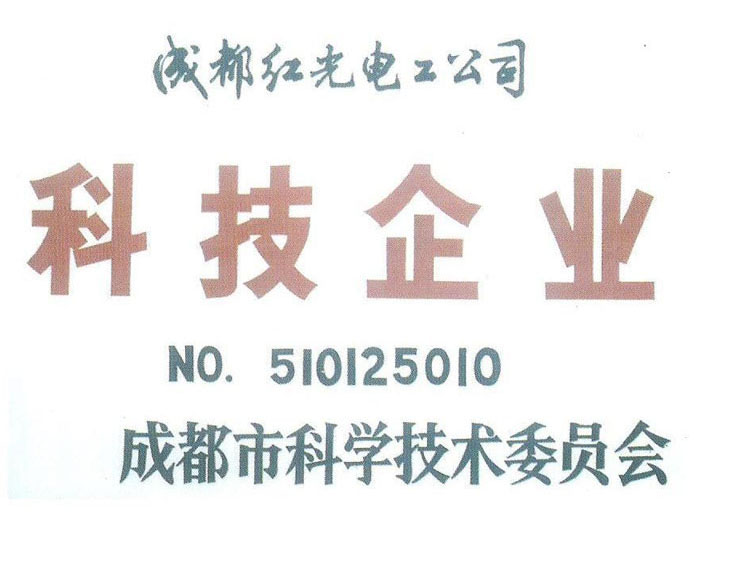 成都红光电工公司
科技企业
NO. 510125010
成都市科学技术委员会